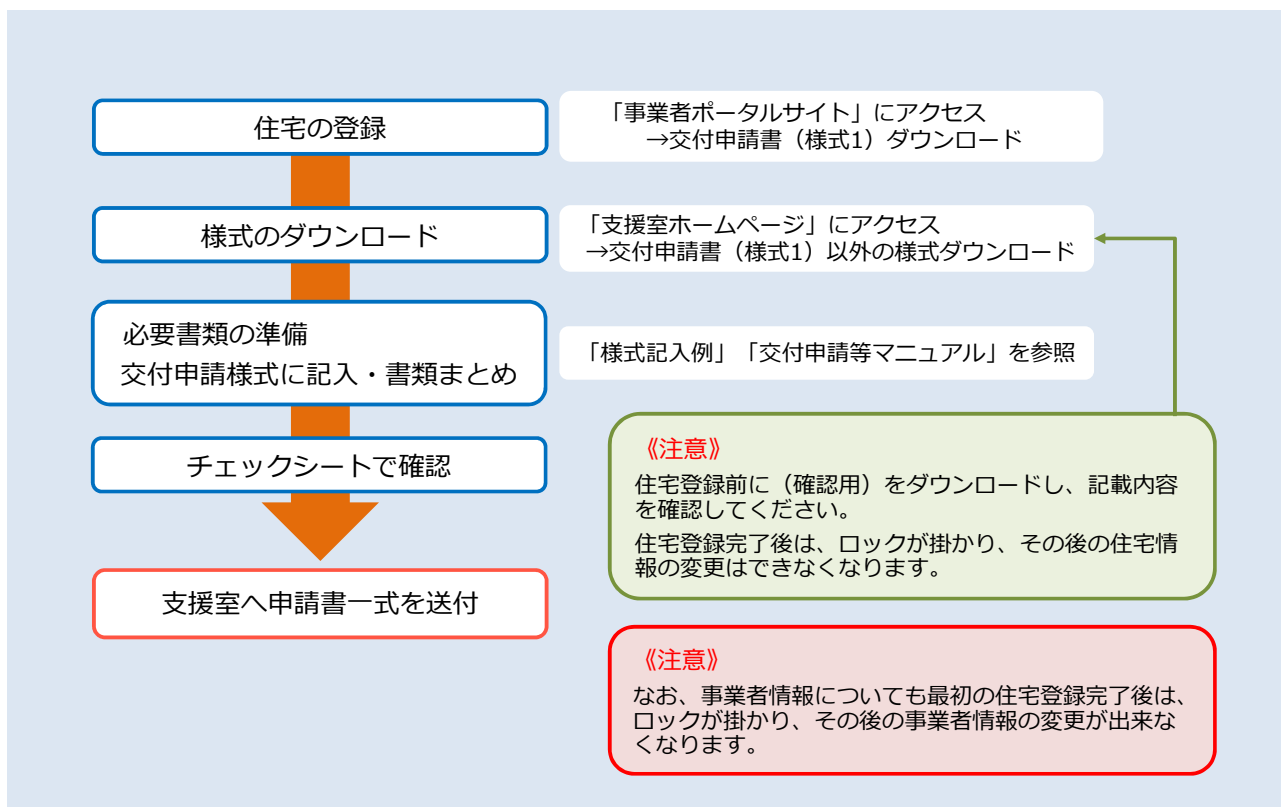 住宅の登録
「事業者ポータルサイト」にアクセス
→交付申請書（様式1）ダウンロード
様式のダウンロード
「支援室ホームページ」にアクセス
→交付申請書（様式1）以外の様式ダウンロード
必要書類の準備
交付申請様式に記入・書類まとめ
「様式記入例」「交付申請等マニュアル」を参照
チェックシートで確認
支援室へ申請書一式を送付
《注意》
住宅登録前に（確認用）をダウンロードし、記載内容
を確認してください。
住宅登録完了後は、ロックが掛かり、その後の住宅情
報の変更はできなくなります。
《注意》
なお、事業者情報についても最初の住宅登録完了後は、
ロックが掛かり、その後の事業者情報の変更が出来な
くなります。